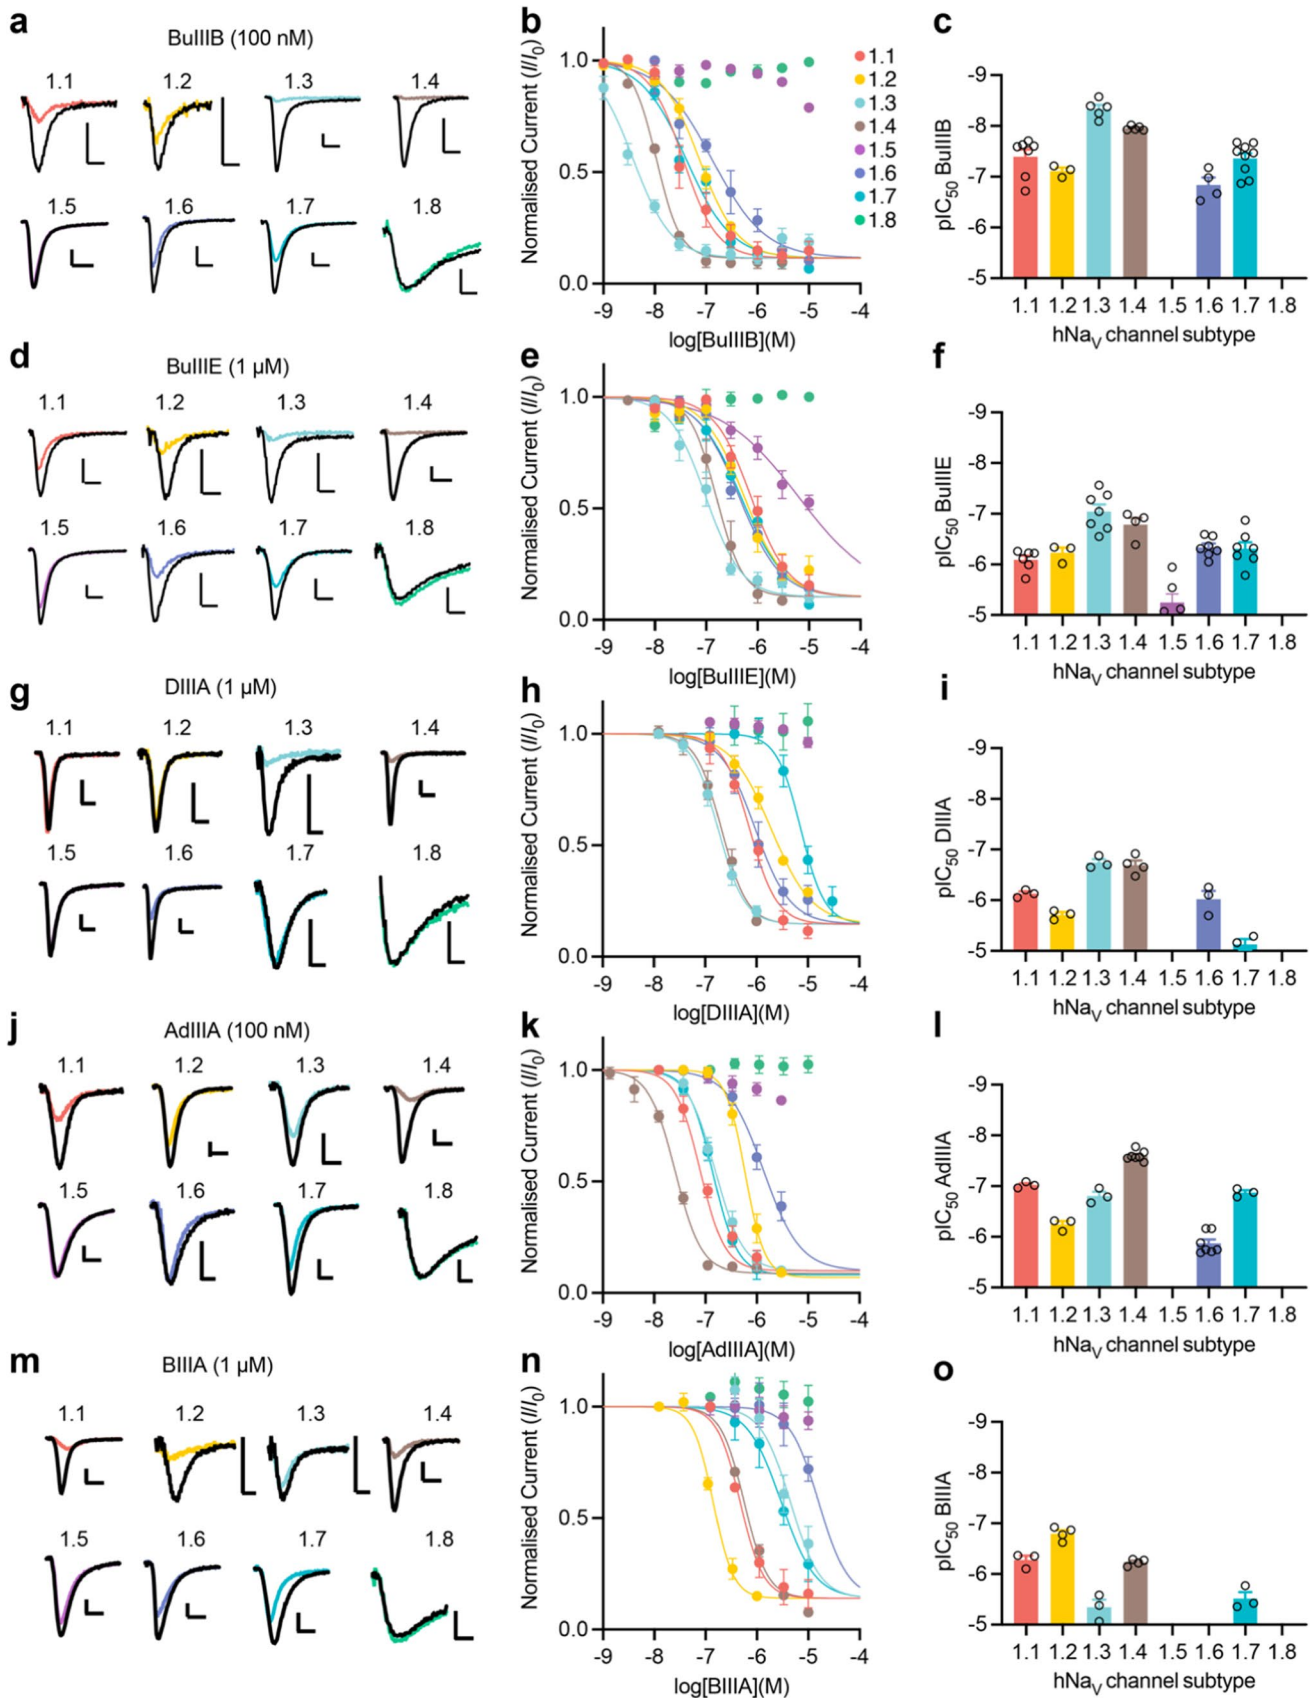 a
BuIIIB (100 nM)
1.1 1.2 1.3 1.4
1.5 1.6 1.7 1.8
b
Normalised Current (I/I0)
1.0
0.5
0.0
-9 -8 -7 -6 -5 -4
log[BuIIIB](M)
1.1
1.2
1.3
1.4
1.5
1.6
1.7
1.8
c
pIC50 BuIIIB
-9
-8
-7
-6
-5
1.1 1.2 1.3 1.4 1.5 1.6 1.7 1.8
hNaV channel subtype
d
BuIIIE (1 µM)
1.1 1.2 1.3 1.4
1.5 1.6 1.7 1.8
e
Normalised Current (I/I0)
1.0
0.5
0.0
-9 -8 -7 -6 -5 -4
log[BuIIIE](M)
f
pIC50 BuIIIE
-9
-8
-7
-6
-5
1.1 1.2 1.3 1.4 1.5 1.6 1.7 1.8
hNaV channel subtype
g
DIIIA (1 µM)
1.1 1.2 1.3 1.4
1.5 1.6 1.7 1.8
h
Normalised Current (I/I0)
1.0
0.5
0.0
-9 -8 -7 -6 -5 -4
log[DIIIA](M)
i
pIC50 DIIIA
-9
-8
-7
-6
-5
1.1 1.2 1.3 1.4 1.5 1.6 1.7 1.8
hNaV channel subtype
j
AdIIIA (100 nM)
1.1 1.2 1.3 1.4
1.5 1.6 1.7 1.8
k
Normalised Current (I/I0)
1.0
0.5
0.0
-9 -8 -7 -6 -5 -4
log[AdIIIA](M)
l
pIC50 AdIIIA
-9
-8
-7
-6
-5
1.1 1.2 1.3 1.4 1.5 1.6 1.7 1.8
hNaV channel subtype
m
BIIIA (1 µM)
1.1 1.2 1.3 1.4
1.5 1.6 1.7 1.8
n
Normalised Current (I/I0)
1.0
0.5
0.0
-9 -8 -7 -6 -5 -4
log[BIIIA](M)
o
pIC50 BIIIA
-9
-8
-7
-6
-5
1.1 1.2 1.3 1.4 1.5 1.6 1.7 1.8
hNaV channel subtype